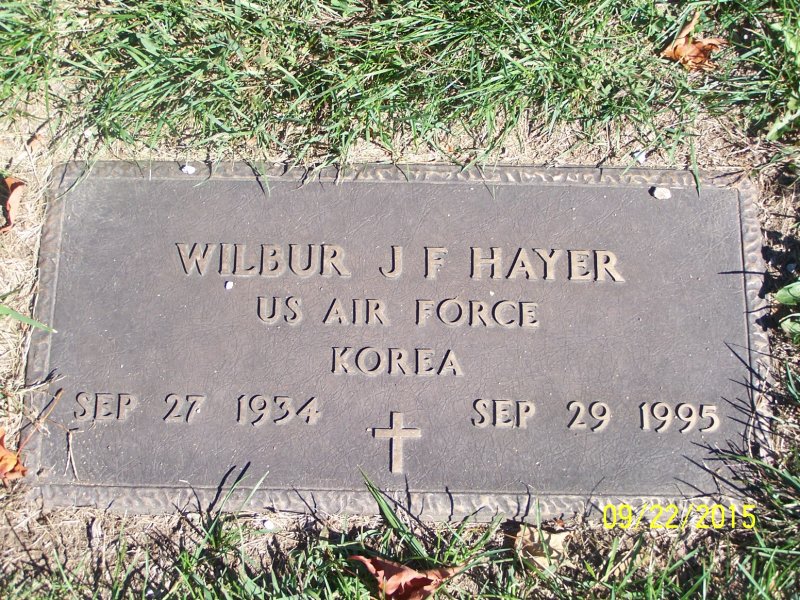 WILBUR J F HAYER
US AIR FORCE
KOREA
SEP 27 1934 SEP 29 1995
09/22/2015